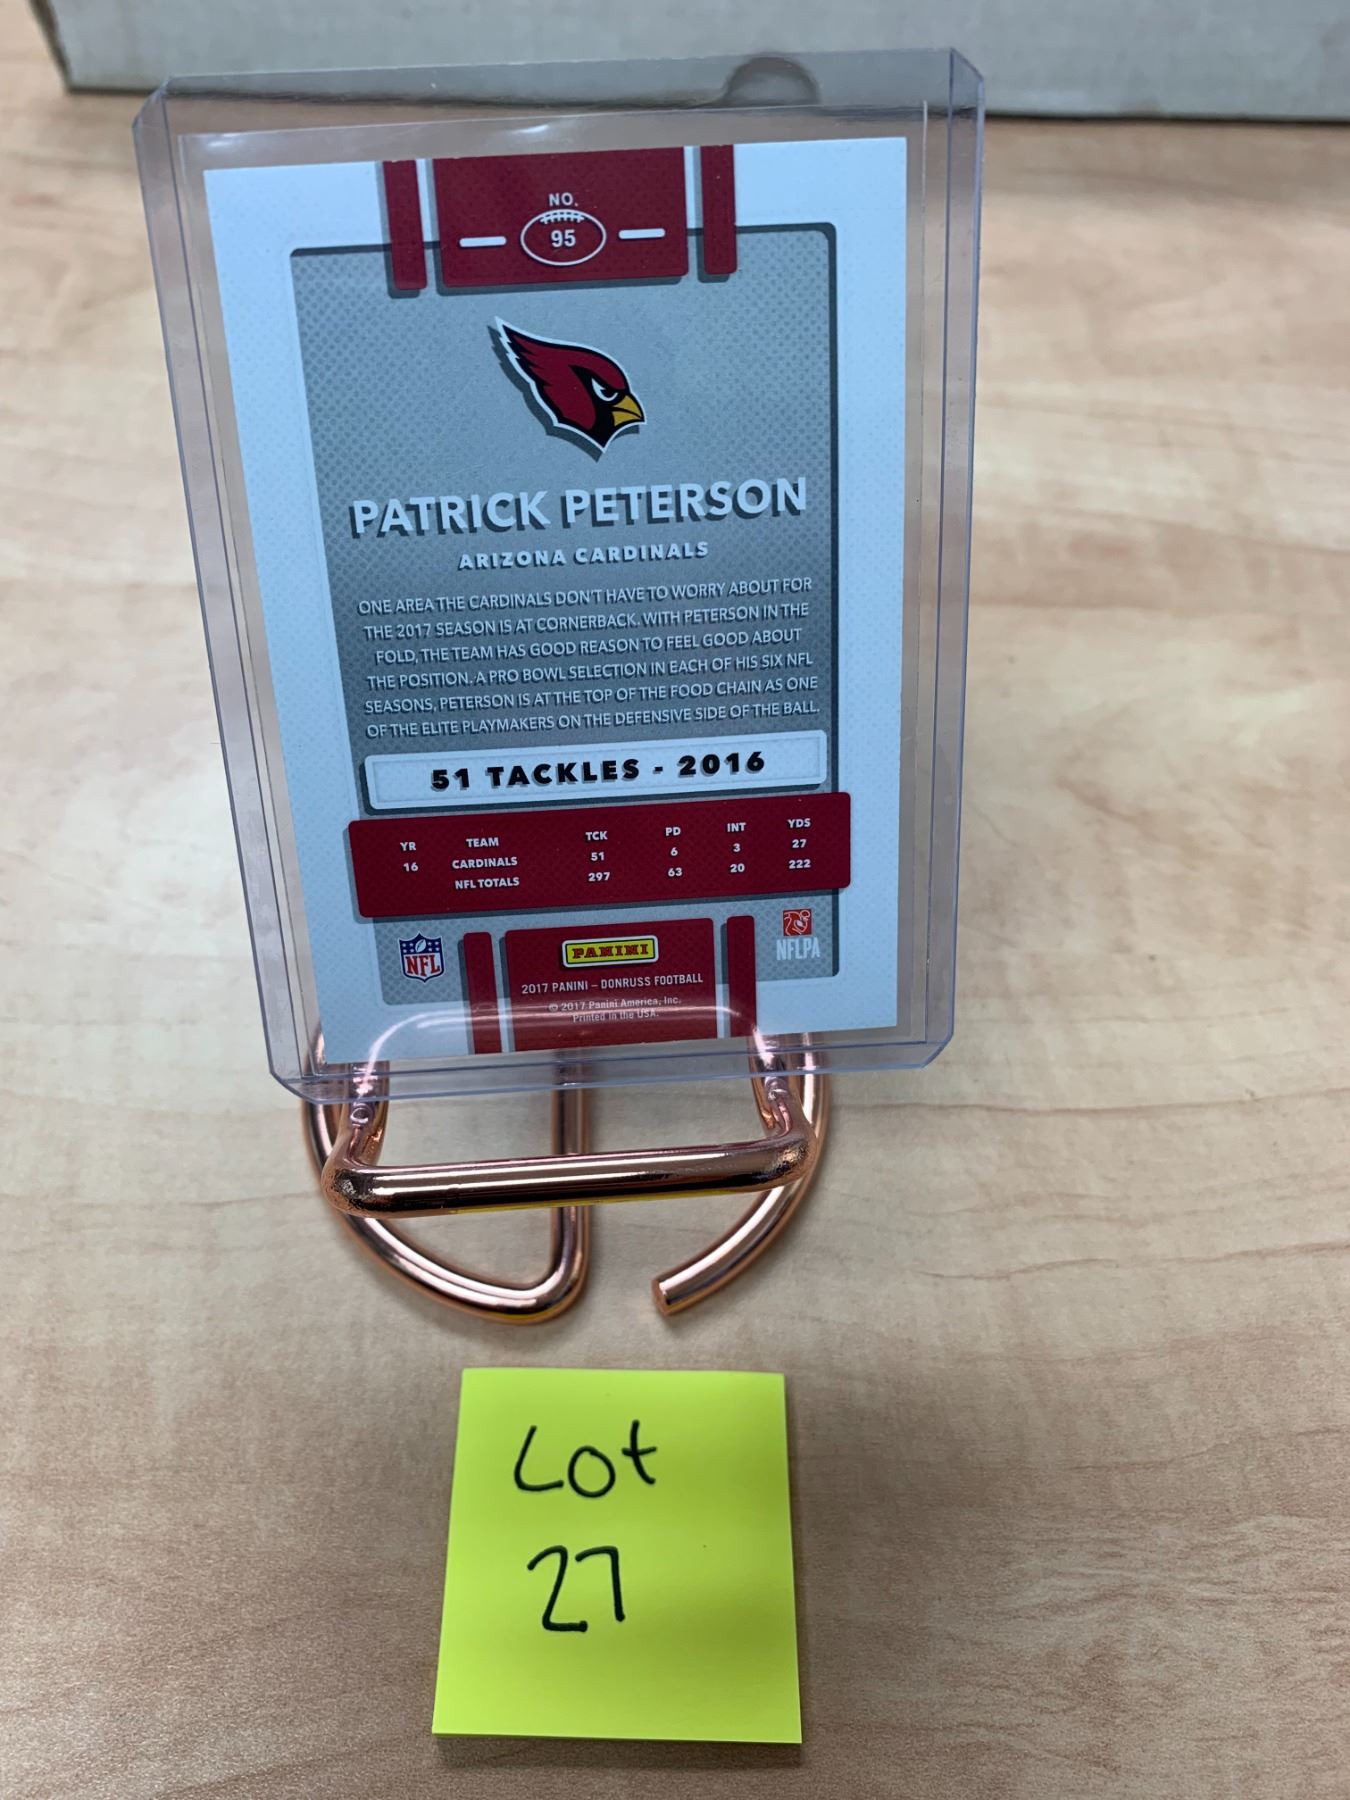 NO.
95
PATRICK PETERSON
ARIZONA CARDINALS
ONE AREA THE CARDINALS DON'T HAVE TO WORRY ABOUT FOR
THE 2017 SEASON IS AT CORNERBACK. WITH PETERSON IN THE
FOLD, THE TEAM HAS GOOD REASON TO FEEL GOOD ABOUT
THE POSITION. A PRO BOWL SELECTION IN EACH OF HIS SIX NFL
SEASONS, PETERSON IS AT THE TOP OF THE FOOD CHAIN AS ONE
OF THE ELITE PLAYMAKERS ON THE DEFENSIVE SIDE OF THE BALL.
51 TACKLES - 2016
YR TEAM TCK PD INT YDS
16 CARDINALS 51 6 3 27
NFL TOTALS 297 63 20 222
NFL
PANINI
NFLPA
2017 PANINI – DONRUSS FOOTBALL
© 2017 Panini America, Inc.
Printed in the USA.
Lot
27